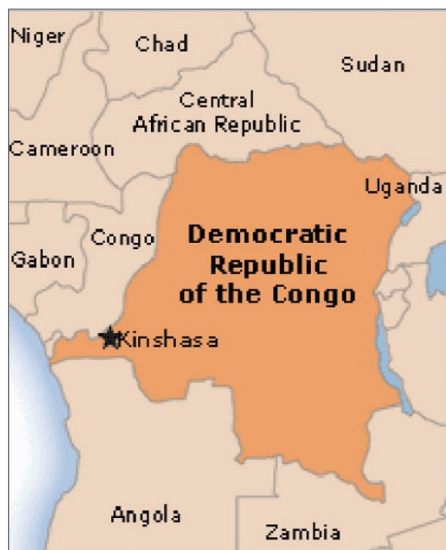 Niger
Chad
Sudan
Central
African Republic
Cameroon
Uganda
Congo
Democratic
Republic
of the Congo
Gabon
Kinshasa
Angola
Zambia